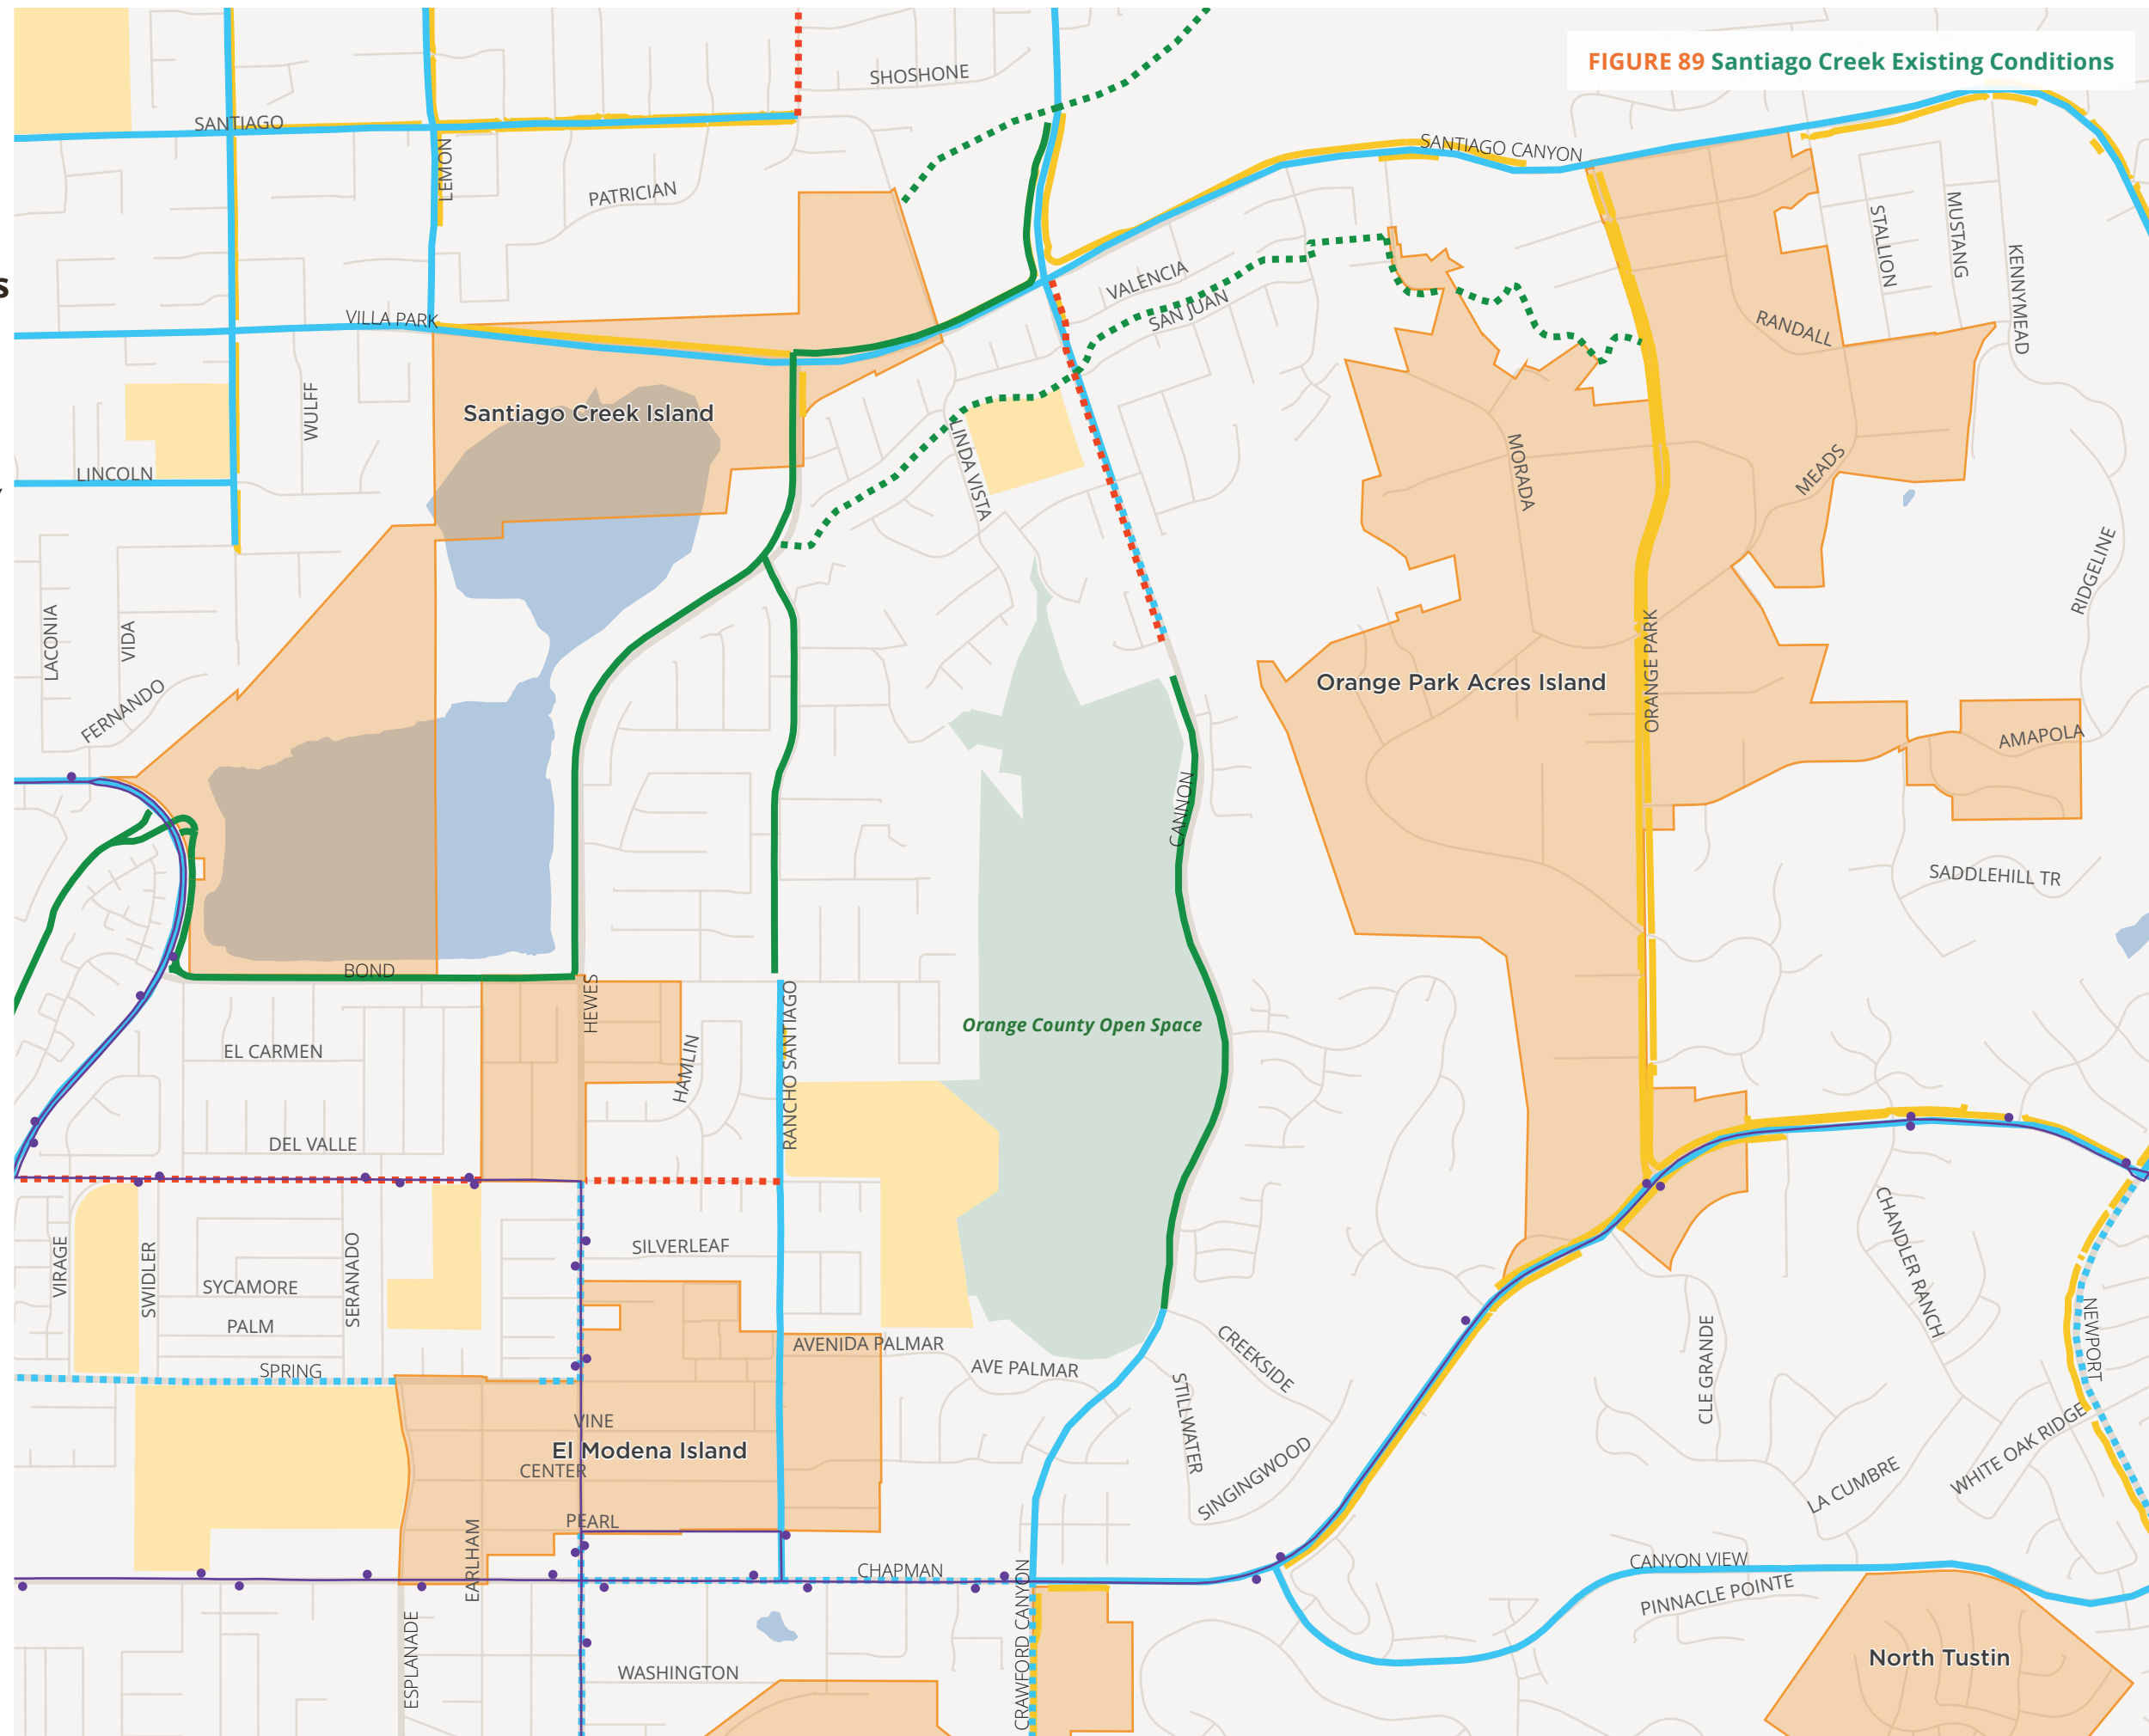 FIGURE 89 Santiago Creek Existing Conditions
SHOSHONE
SANTIAGO
SANTIAGO CANYON
LEMON
PATRICIAN
STALLION
MUSTANG
KENNYMEAD
s
VALENCIA
SAN JUAN
VILLA PARK
RANDALL
WULFF
Santiago Creek Island
LINDA VISTA
MORADA
MEADS
LINCOLN
RIDGELINE
LACONIA
VIDA
ORANGE PARK
Orange Park Acres Island
FERNANDO
AMAPOLA
CANNON
SADDLEHILL TR
BOND
HEWES
RANCHO SANTIAGO
Orange County Open Space
EL CARMEN
HAMLIN
DEL VALLE
VIRAGE
SWIDLER
SERANADO
SILVERLEAF
CHANDLER RANCH
SYCAMORE
PALM
AVENIDA PALMAR
CREEKSIDE
CLE GRANDE
NEWPORT
SPRING
AVE PALMAR
STILLWATER
VINE
El Modena Island
CENTER
SINGINGWOOD
LA CUMBRE
WHITE OAK RIDGE
PEARL
EARLHAM
CHAPMAN
CANYON VIEW
PINNACLE POINTE
ESPLANADE
CRAWFORD CANYON
WASHINGTON
North Tustin